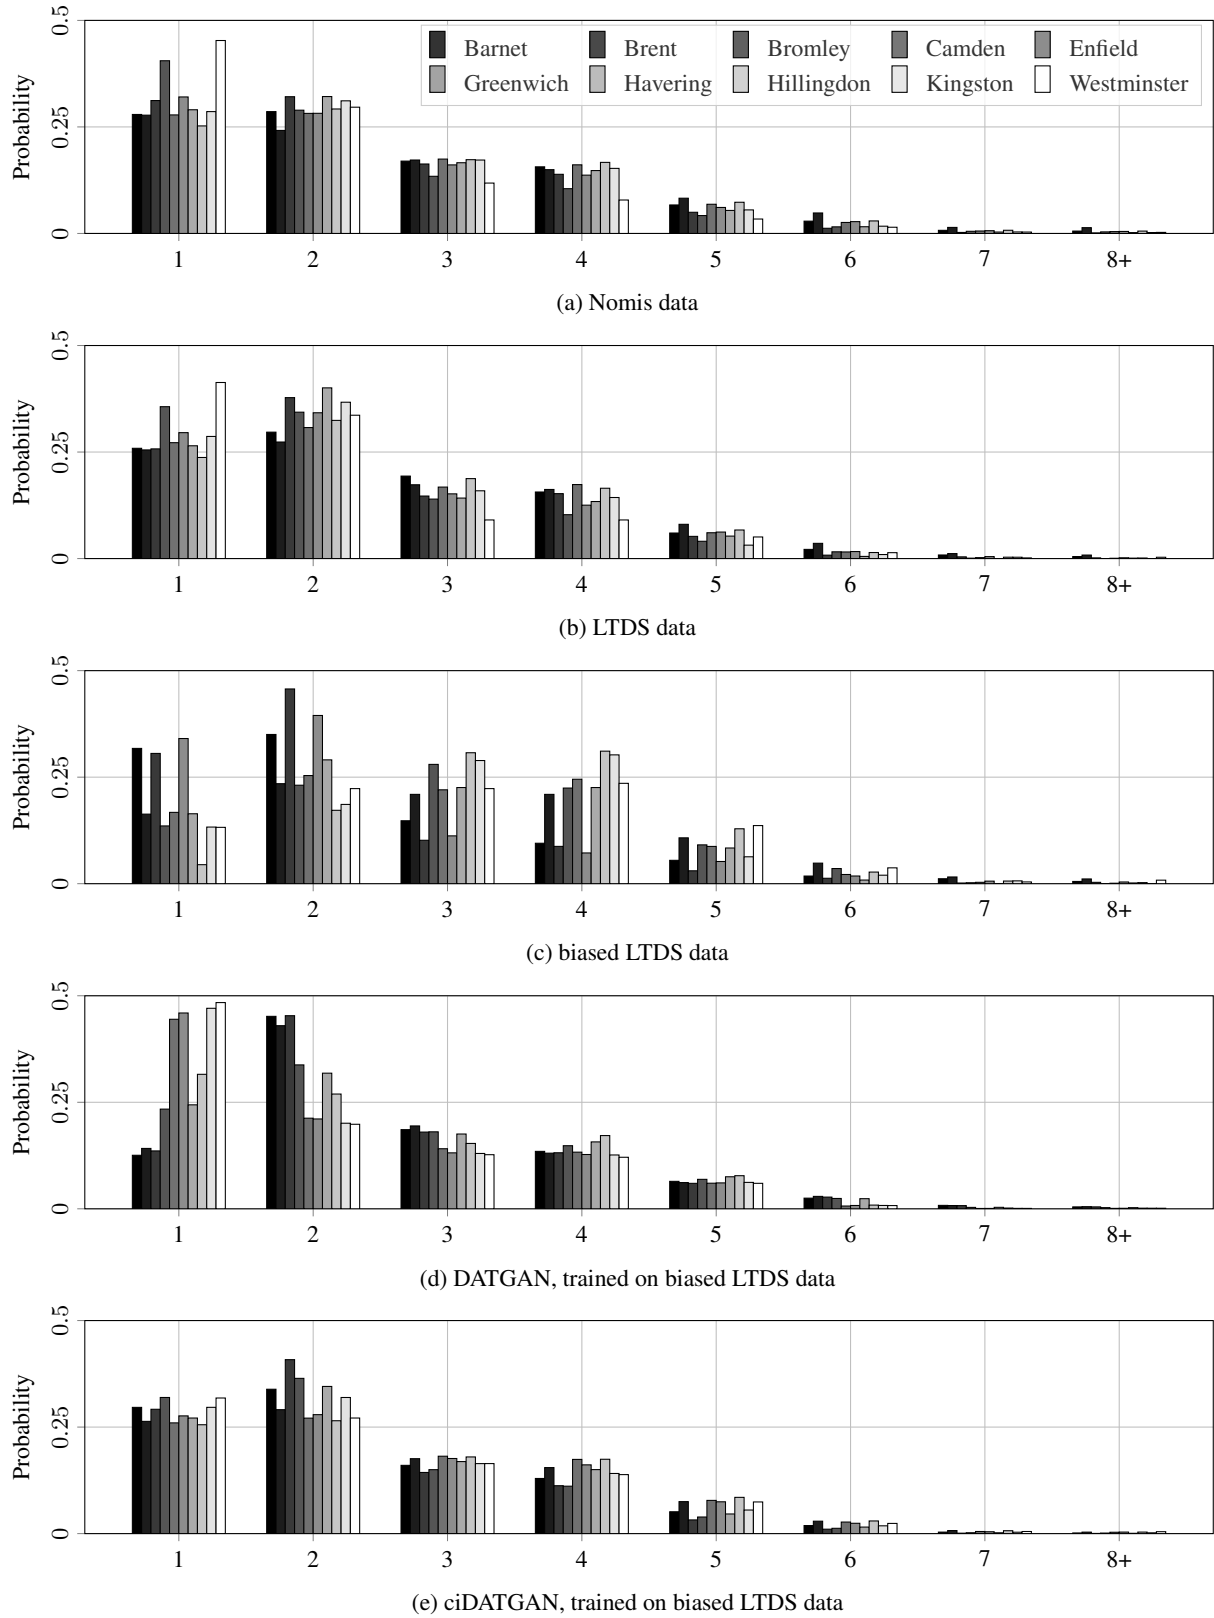 0.5
Barnet Brent Bromley Camden Enfield
Greenwich Havering Hillingdon Kingston Westminster
0.25
Probability
0
1 2 3 4 5 6 7 8+
(a) Nomis data
0.5
0.25
Probability
0
1 2 3 4 5 6 7 8+
(b) LTDS data
0.5
0.25
Probability
0
1 2 3 4 5 6 7 8+
(c) biased LTDS data
0.5
0.25
Probability
0
1 2 3 4 5 6 7 8+
(d) DATGAN, trained on biased LTDS data
0.5
0.25
Probability
0
1 2 3 4 5 6 7 8+
(e) ciDATGAN, trained on biased LTDS data